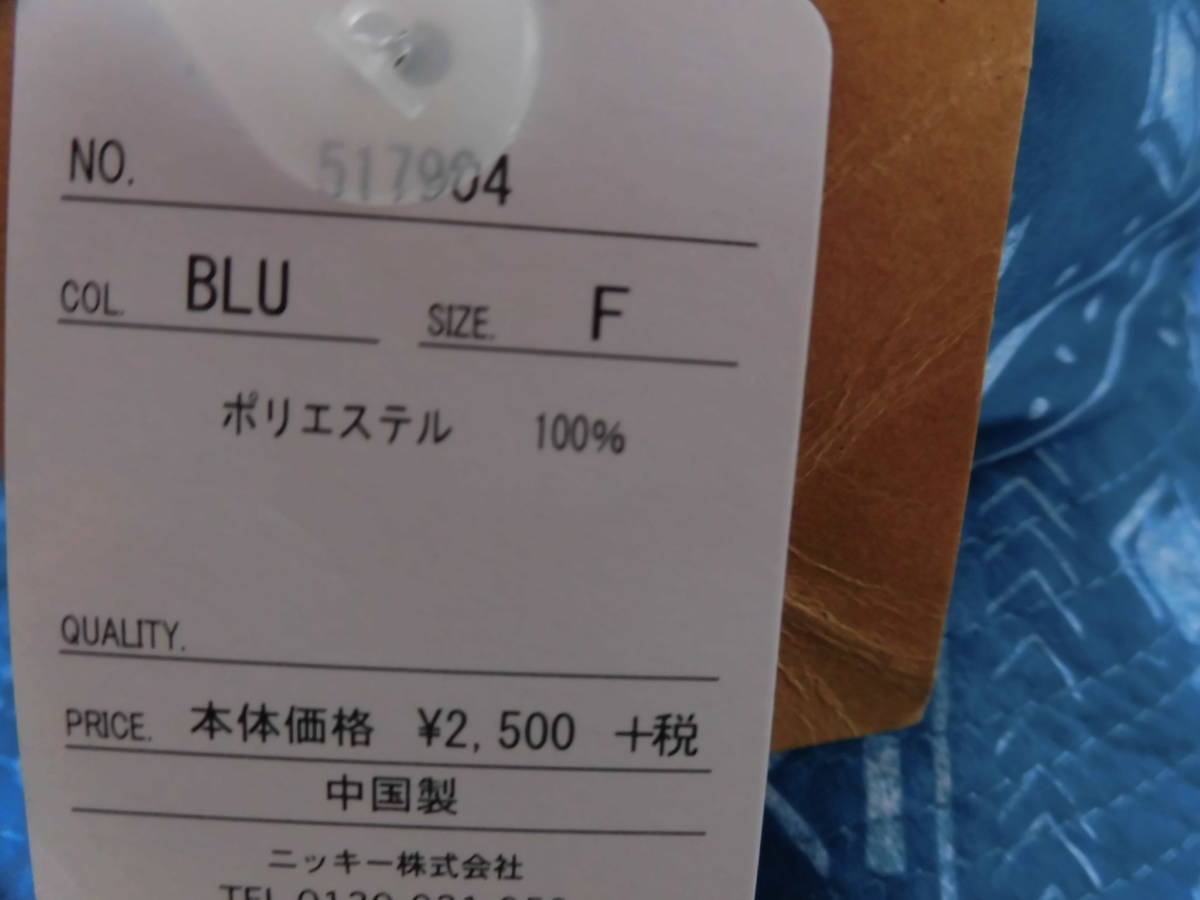 NO. 517904
COL. BLU SIZE. F
ポリエステル 100%
QUALITY.
PRICE. 本体価格 ¥2,500 +税
中国製
ニッキー株式会社
TEL